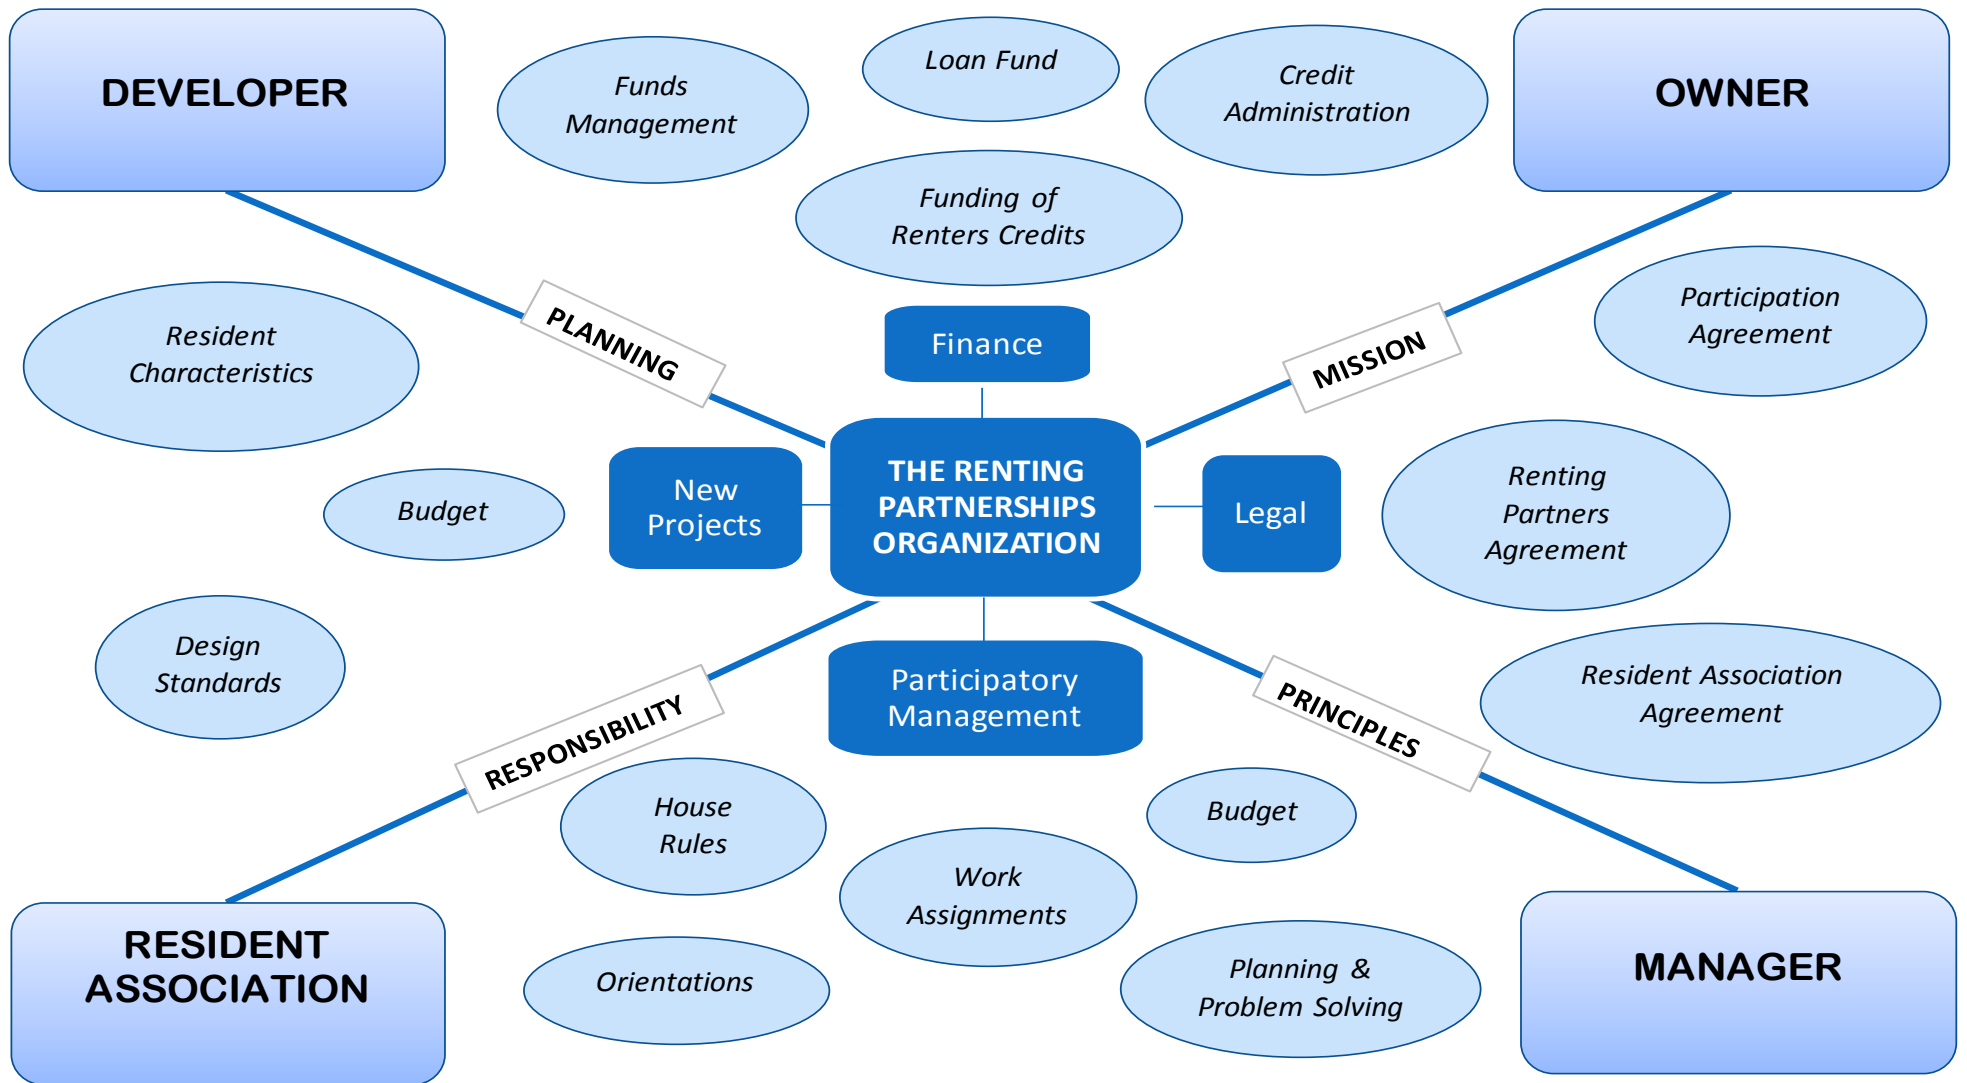 DEVELOPER
Funds
Management
Loan Fund
Credit
Administration
OWNER
Funding of
Renters Credits
Resident
Characteristics
PLANNING
Finance
MISSION
Participation
Agreement
Budget
New
Projects
THE RENTING
PARTNERSHIPS
ORGANIZATION
Legal
Renting
Partners
Agreement
Design
Standards
RESPONSIBILITY
Participatory
Management
PRINCIPLES
Resident Association
Agreement
House
Rules
Work
Assignments
Budget
RESIDENT
ASSOCIATION
Orientations
Planning &
Problem Solving
MANAGER